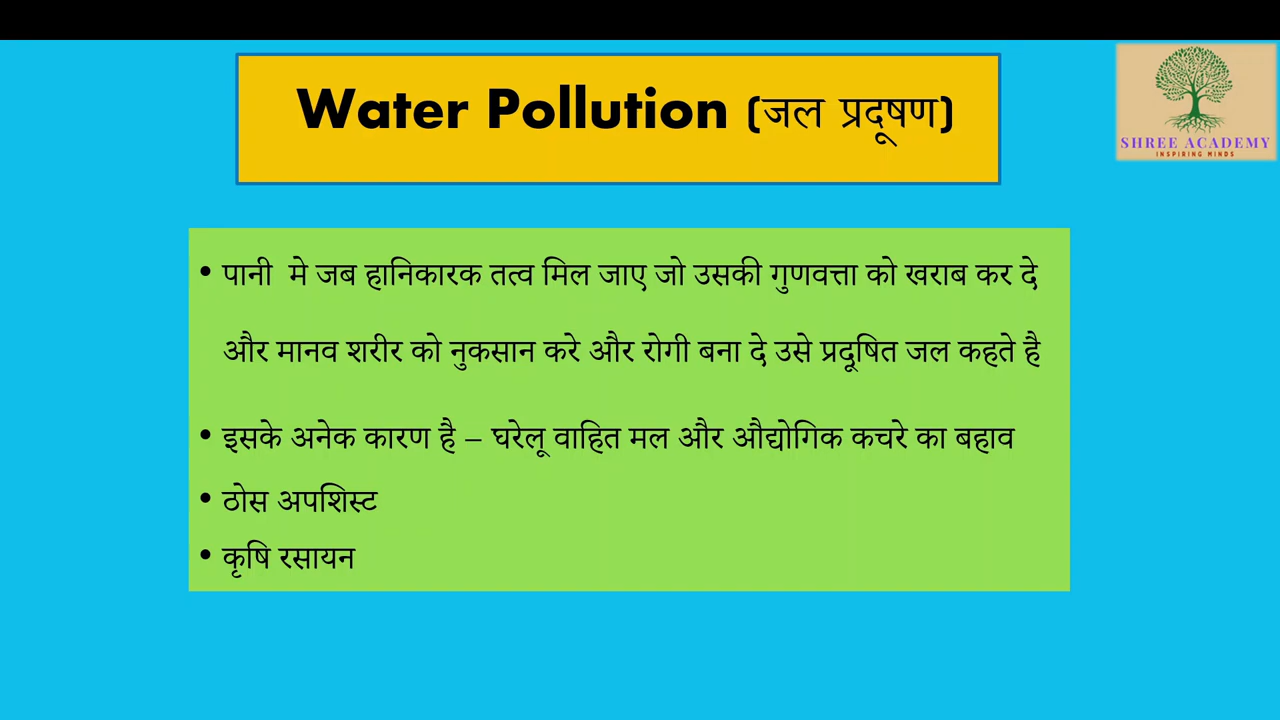 Water Pollution (जल प्रदूषण)
SHREE ACADEMY
INSPIRING MINDS
• पानी मे जब हानिकारक तत्व मिल जाए जो उसकी गुणवत्ता को खराब कर दे
और मानव शरीर को नुकसान करे और रोगी बना दे उसे प्रदूषित जल कहते है
• इसके अनेक कारण है – घरेलू वाहित मल और औद्योगिक कचरे का बहाव
• ठोस अपशिस्ट
• कृषि रसायन